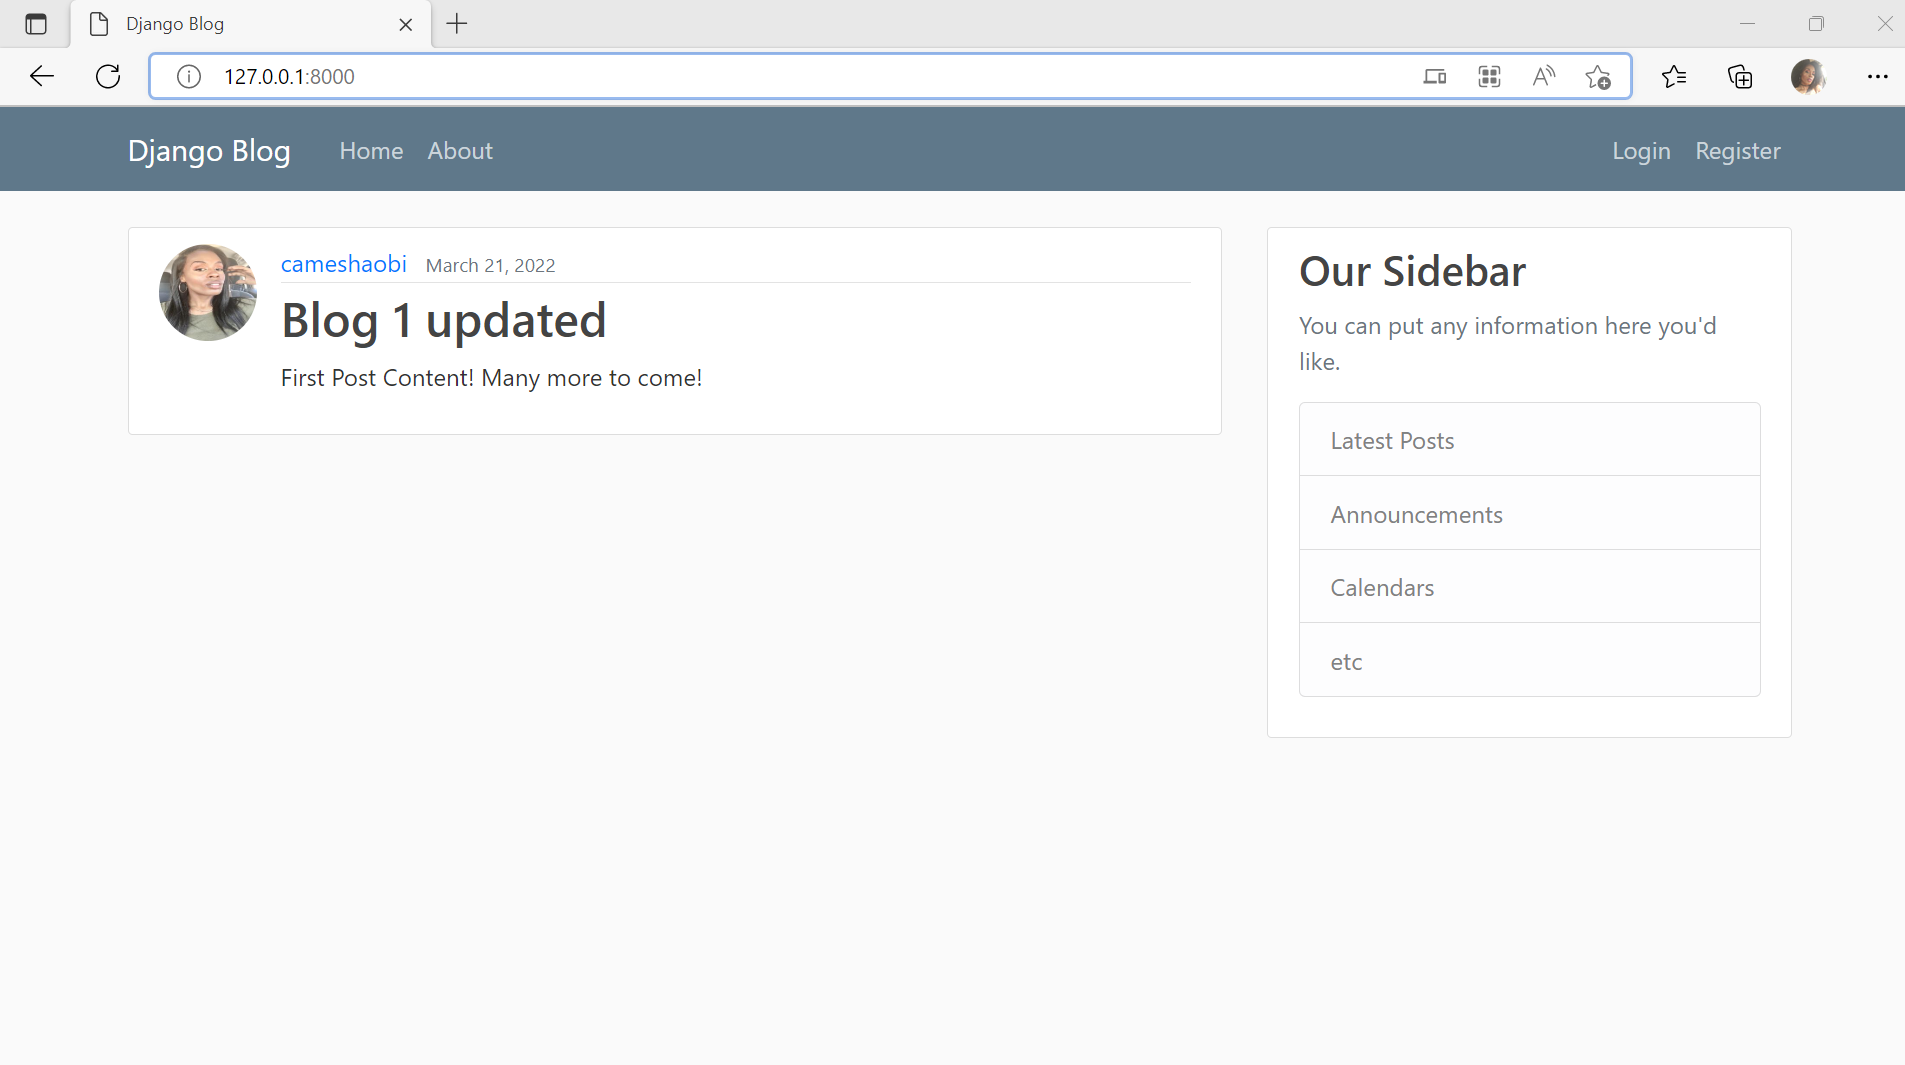 Django Blog
127.0.0.1:8000
Django Blog Home About Login Register
cameshaobi March 21, 2022
Blog 1 updated
First Post Content! Many more to come!
Our Sidebar
You can put any information here you'd
like.
Latest Posts
Announcements
Calendars
etc